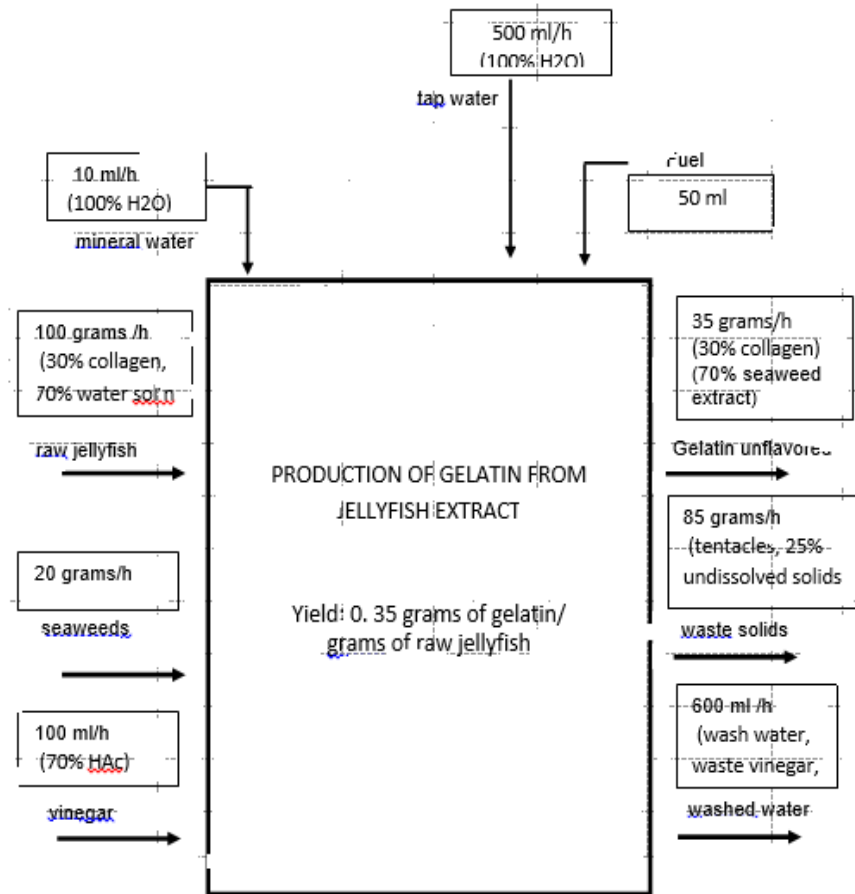 500 ml/h
(100% H2O)
tap water
10 ml/h
(100% H2O)
mineral water
Fuel
50 ml
100 grams /h
(30% collagen,
70% water sol'n
raw jellyfish
20 grams/h
seaweeds
100 ml/h
(70% HAc)
vinegar
PRODUCTION OF GELATIN FROM
JELLYFISH EXTRACT
Yield: 0. 35 grams of gelatin/
grams of raw jellyfish
35 grams/h
(30% collagen)
(70% seaweed
extract)
Gelatin unflavored
85 grams/h
(tentacles, 25%
undissolved solids
waste solids
600 ml /h
(wash water,
waste vinegar,
washed water